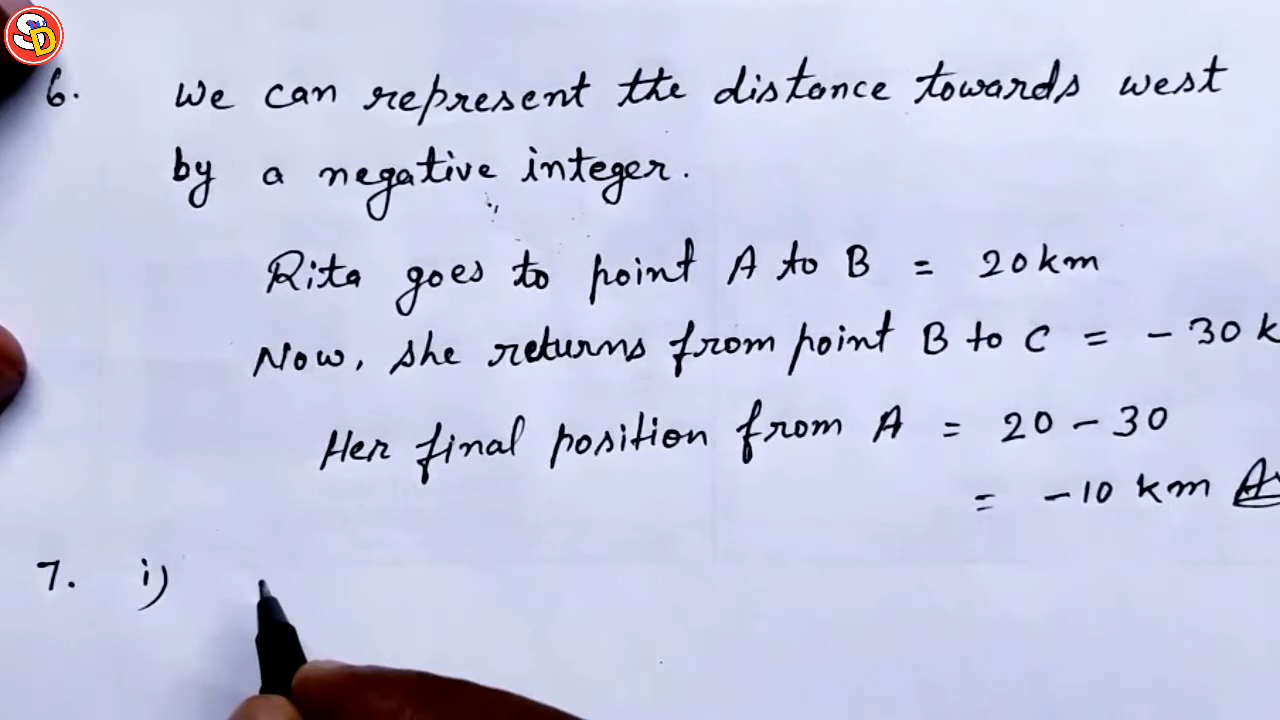 SD
6. We can represent the distance towards west
by a negative integer.
Rita goes to point A to B = 20km
Now, she returns from point B to C = - 30 k
Her final position from A = 20 - 30
= -10 km
7. i)